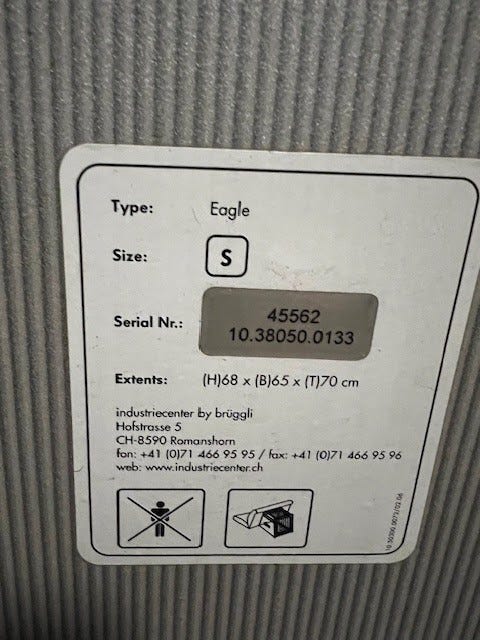 Type: Eagle
Size: S
Serial Nr.: 45562
10.38050.0133
Extents: (H)68 x (B)65 x (T)70 cm
industriecenter by brüggli
Hofstrasse 5
CH-8590 Romanshorn
fon: +41 (0)71 466 95 95 / fax: +41 (0)71 466 95 96
web: www.industriecenter.ch